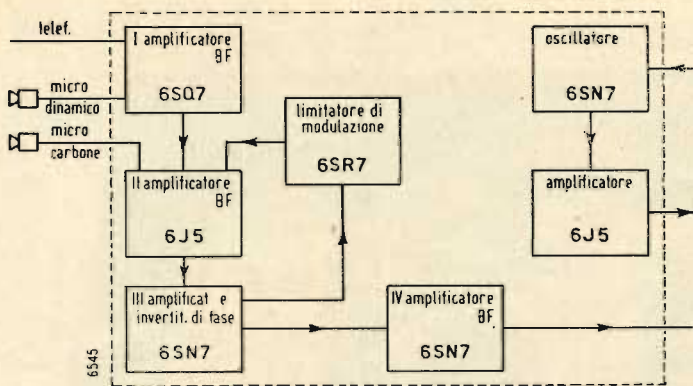 telef.
micro
dinamico
micro
carbone
I amplificatore
BF
6SQ7
limitatore di
modulazione
6SR7
II amplificatore
BF
6J5
III amplificat e
invertit. di fase
6SN7
IV amplificatore
BF
6SN7
oscillatore
6SN7
amplificatore
6J5
6545